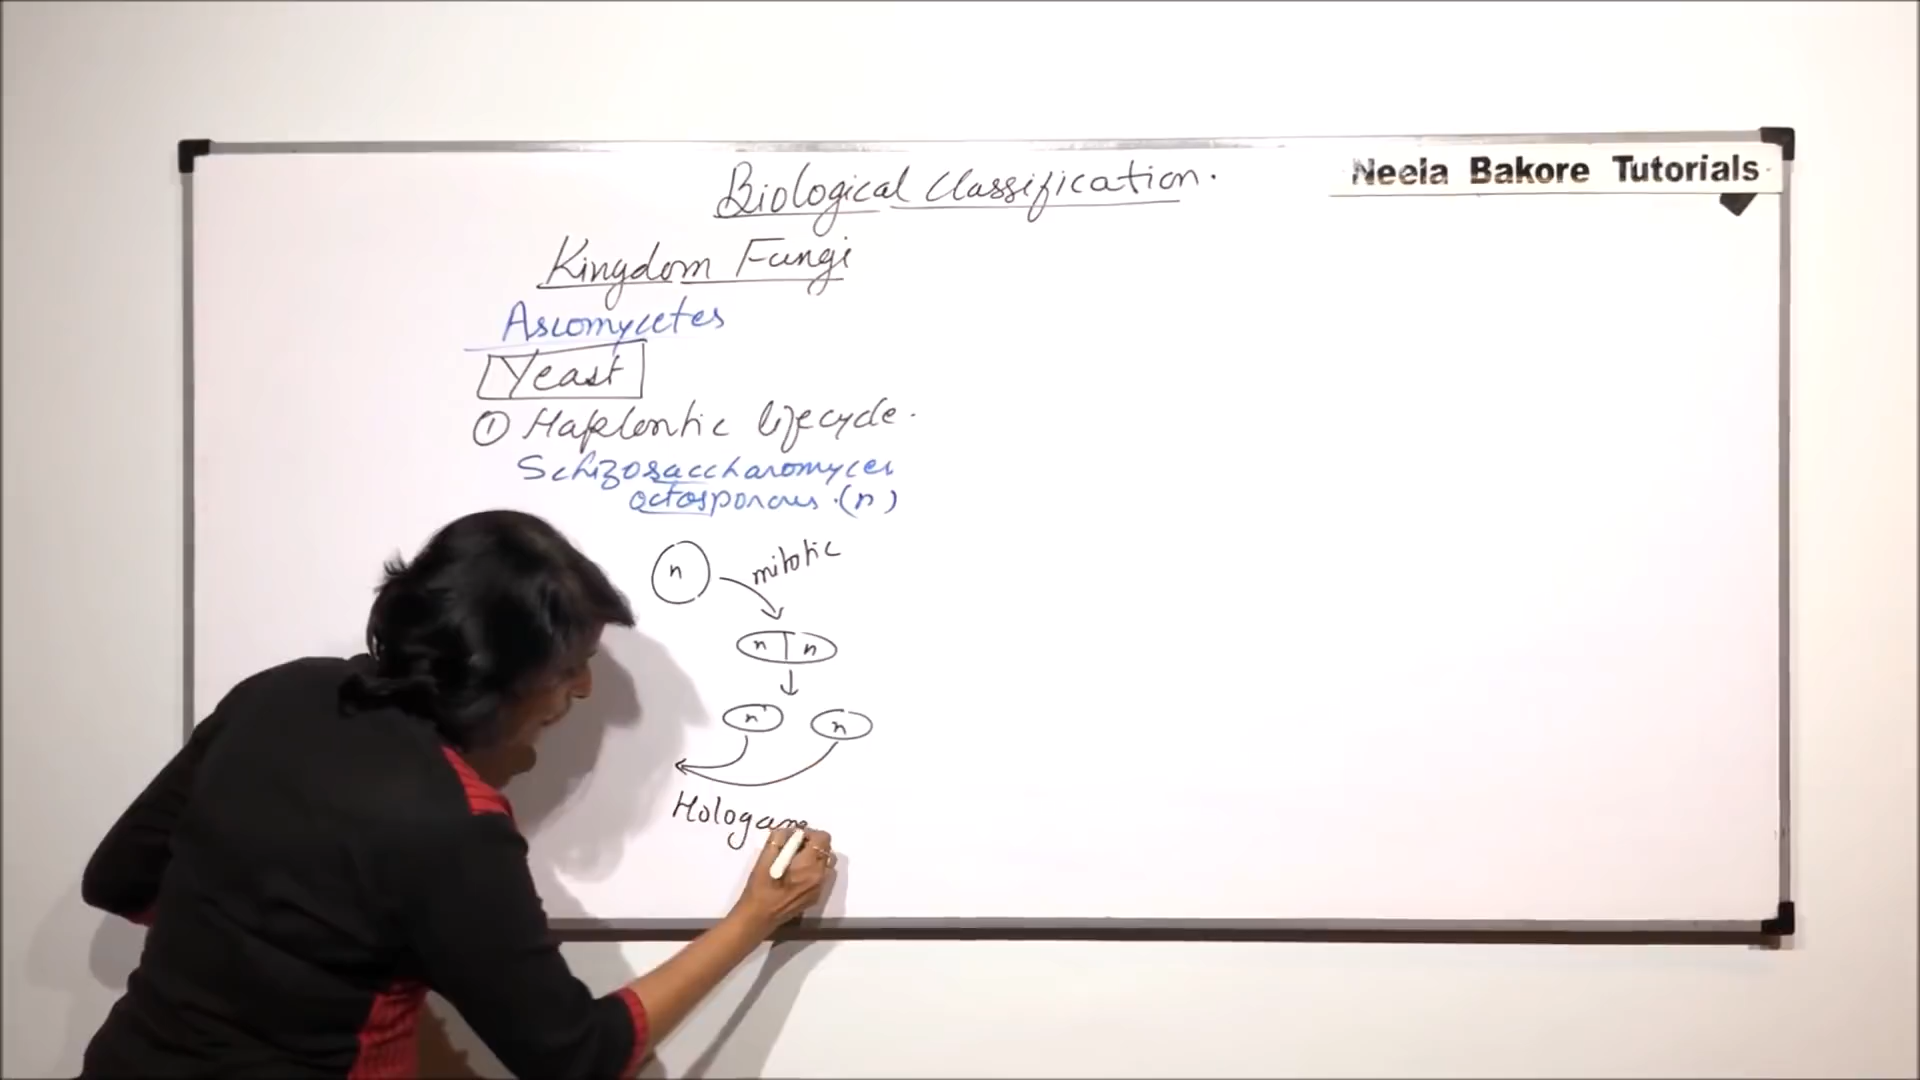 Biological Classification.
Neela Bakore Tutorials
Kingdom Fungi
Ascomycetes
Yeast
① Haplontic lifecycle.
Schizosaccharomyces
octosporous.(n)
n
mitotic
n n
n n
Hologam